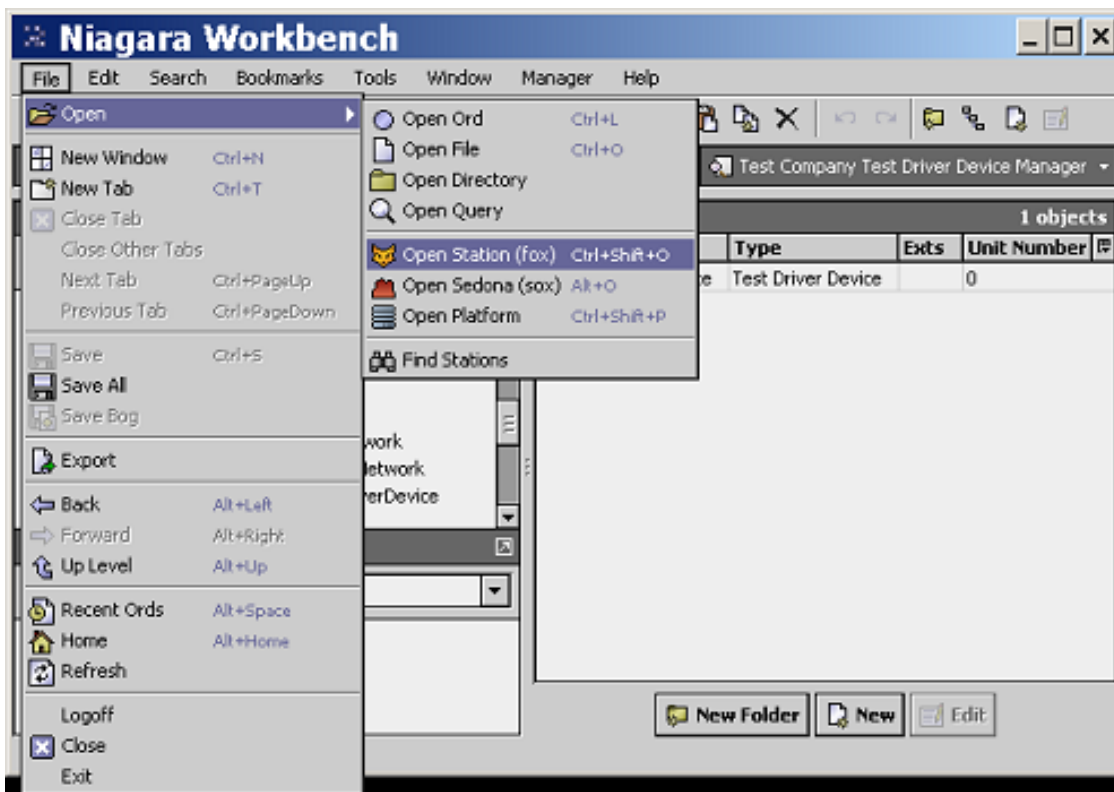 Niagara Workbench
File Edit Search Bookmarks Tools Window Manager Help
Open
New Window Ctrl+N
New Tab Ctrl+T
Close Tab
Close Other Tabs
Next Tab Ctrl+PageUp
Previous Tab Ctrl+PageDown
Save Ctrl+S
Save All
Save Bog
Export
Back Alt+Left
Forward Alt+Right
Up Level Alt+Up
Recent Ords Alt+Space
Home Alt+Home
Refresh
Logoff
Close
Exit
Open Ord Ctrl+L
Open File Ctrl+O
Open Directory
Open Query
Open Station (fox) Ctrl+Shift+O
Open Sedona (sox) Alt+O
Open Platform Ctrl+Shift+P
Find Stations
work
etwork
erDevice
Test Company Test Driver Device Manager
1 objects
Type Exts Unit Number
Test Driver Device 0
New Folder New Edit